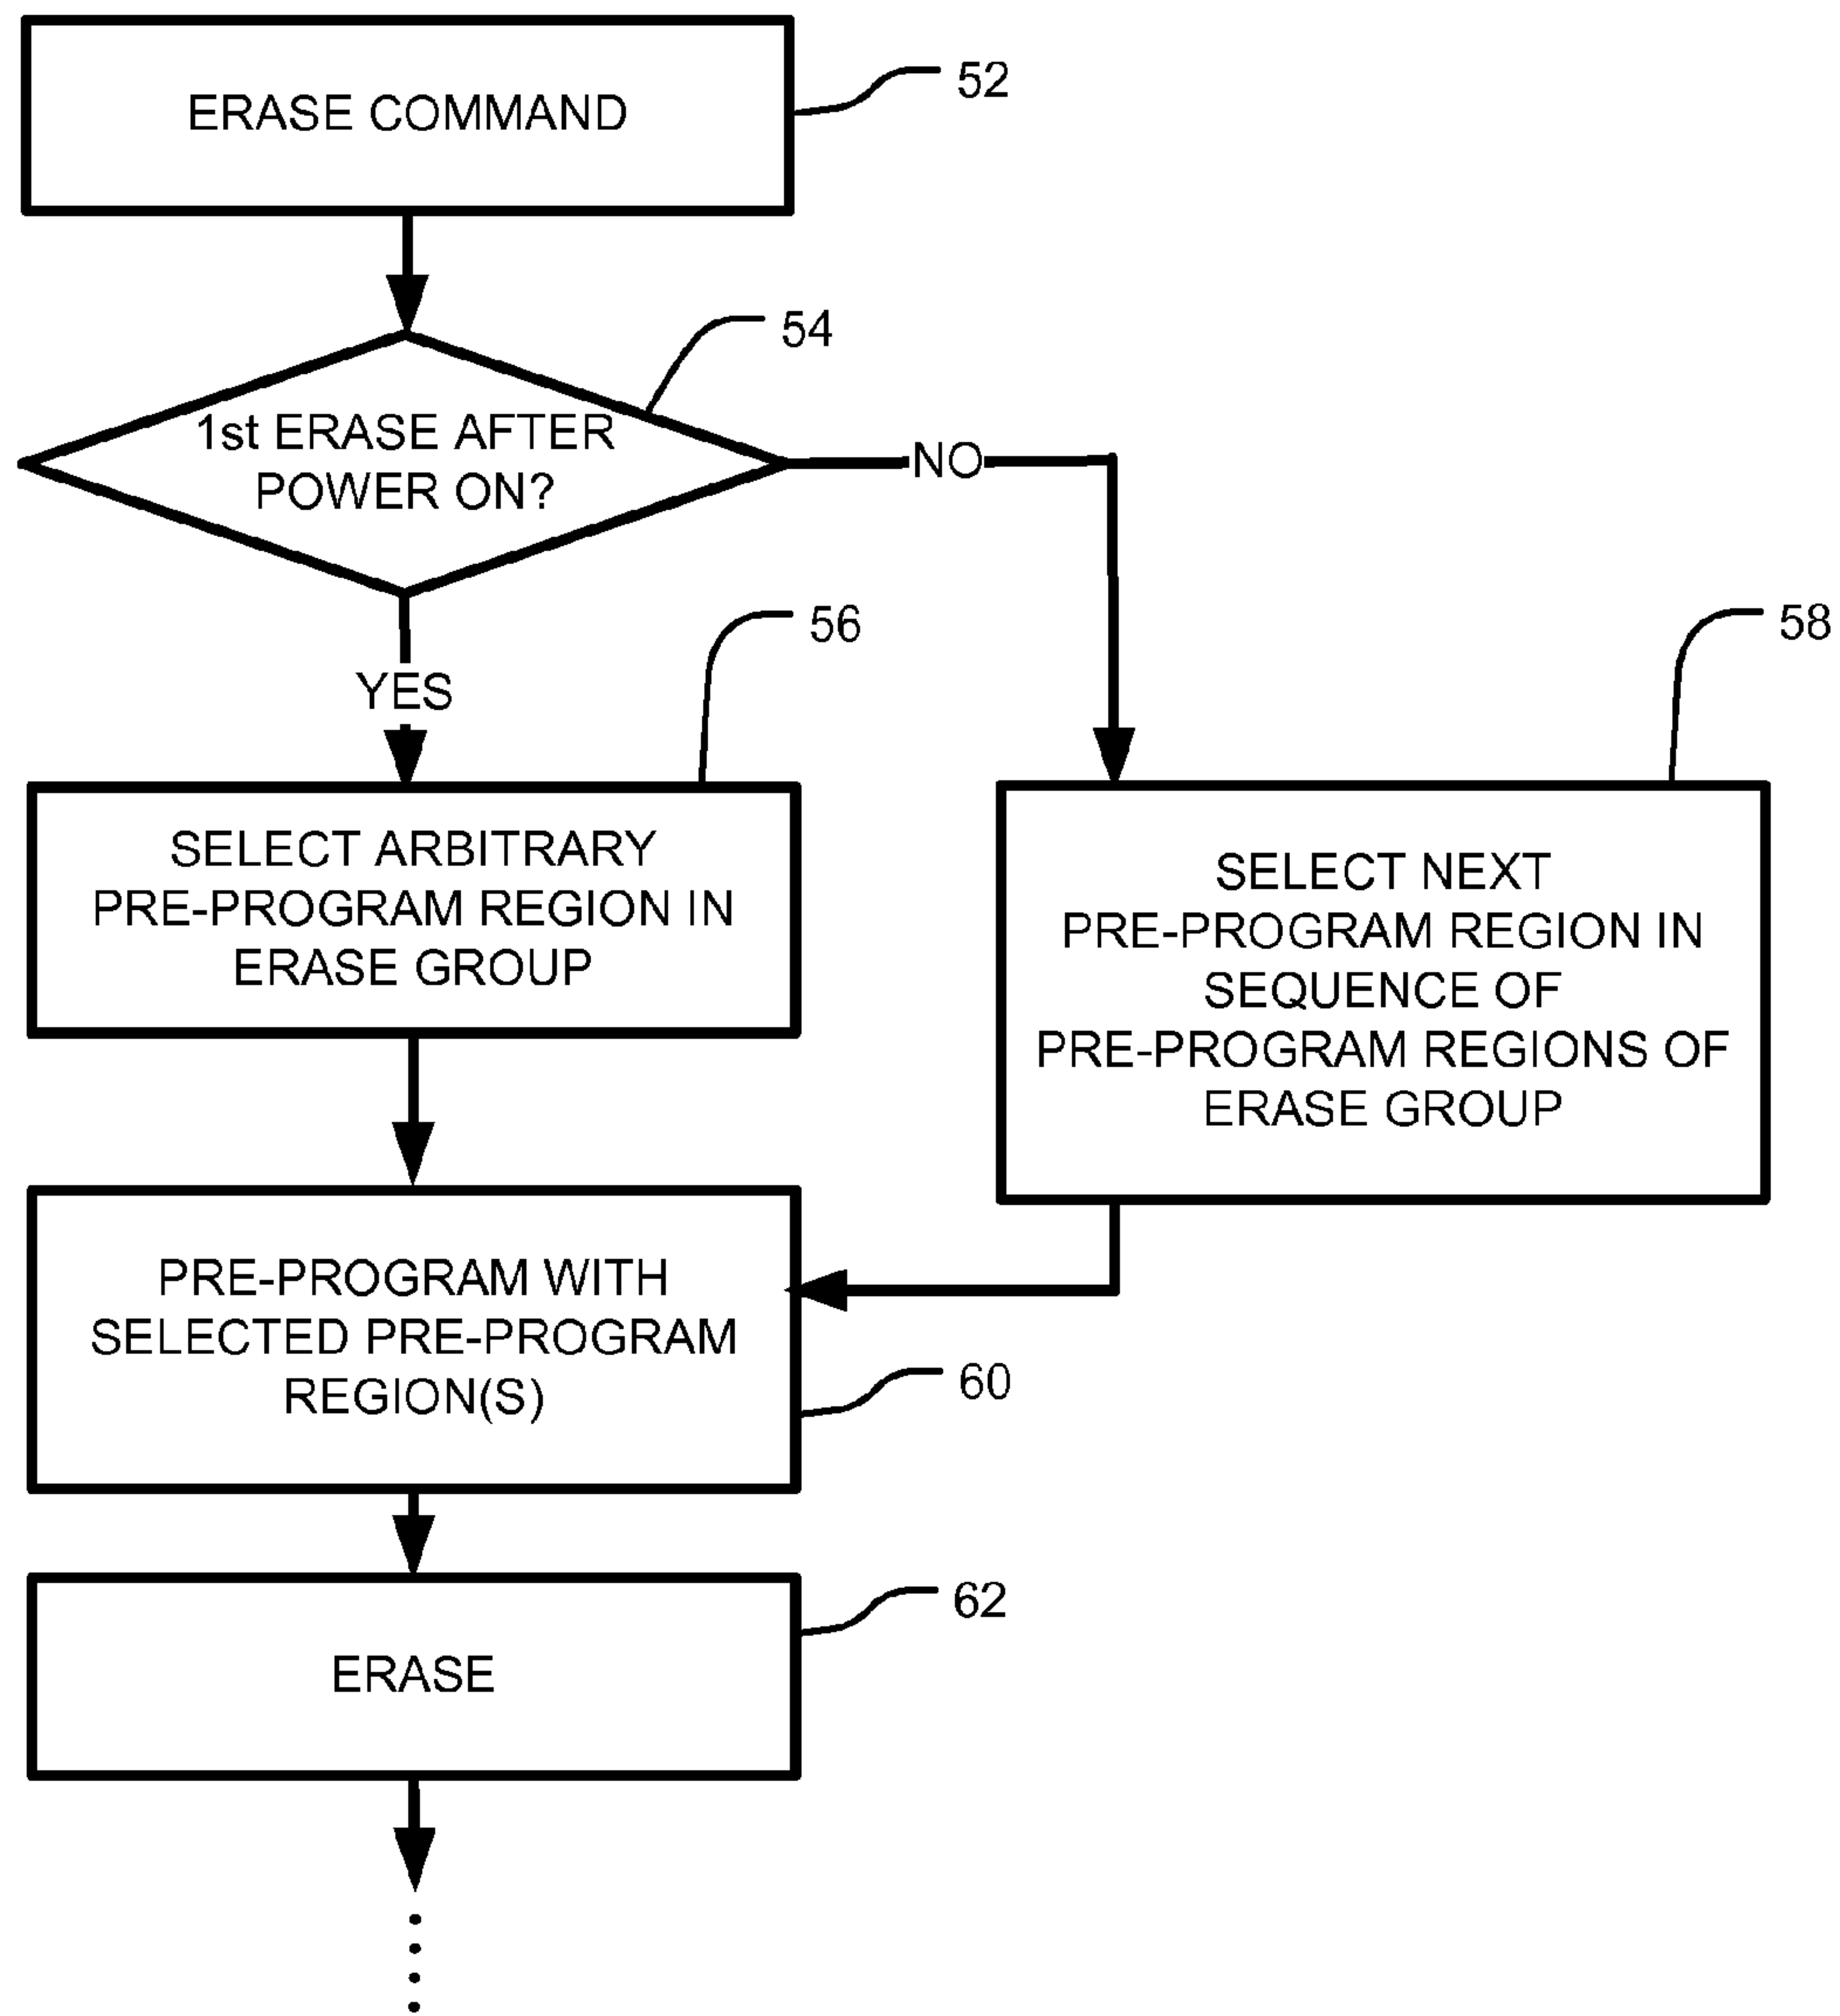 ERASE COMMAND
52
54
1st ERASE AFTER
POWER ON?
NO
YES
56
58
SELECT ARBITRARY
PRE-PROGRAM REGION IN
ERASE GROUP
SELECT NEXT
PRE-PROGRAM REGION IN
SEQUENCE OF
PRE-PROGRAM REGIONS OF
ERASE GROUP
PRE-PROGRAM WITH
SELECTED PRE-PROGRAM
REGION(S)
60
62
ERASE